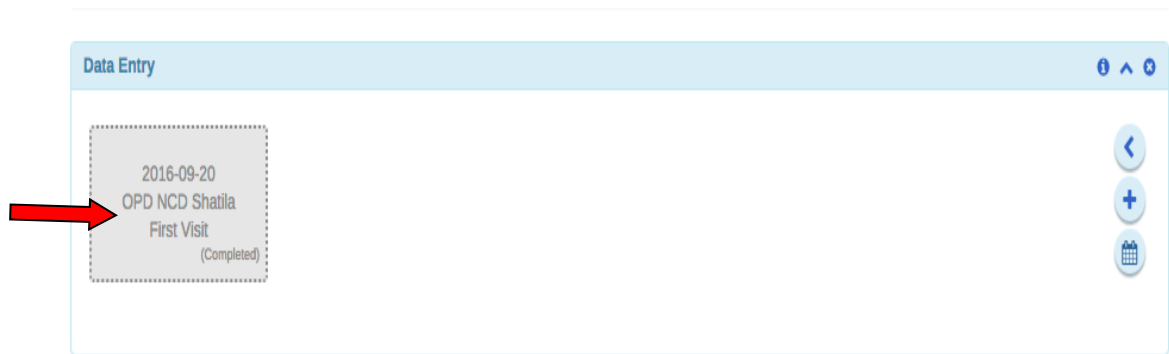 Data Entry
2016-09-20
OPD NCD Shatila
First Visit
(Completed)